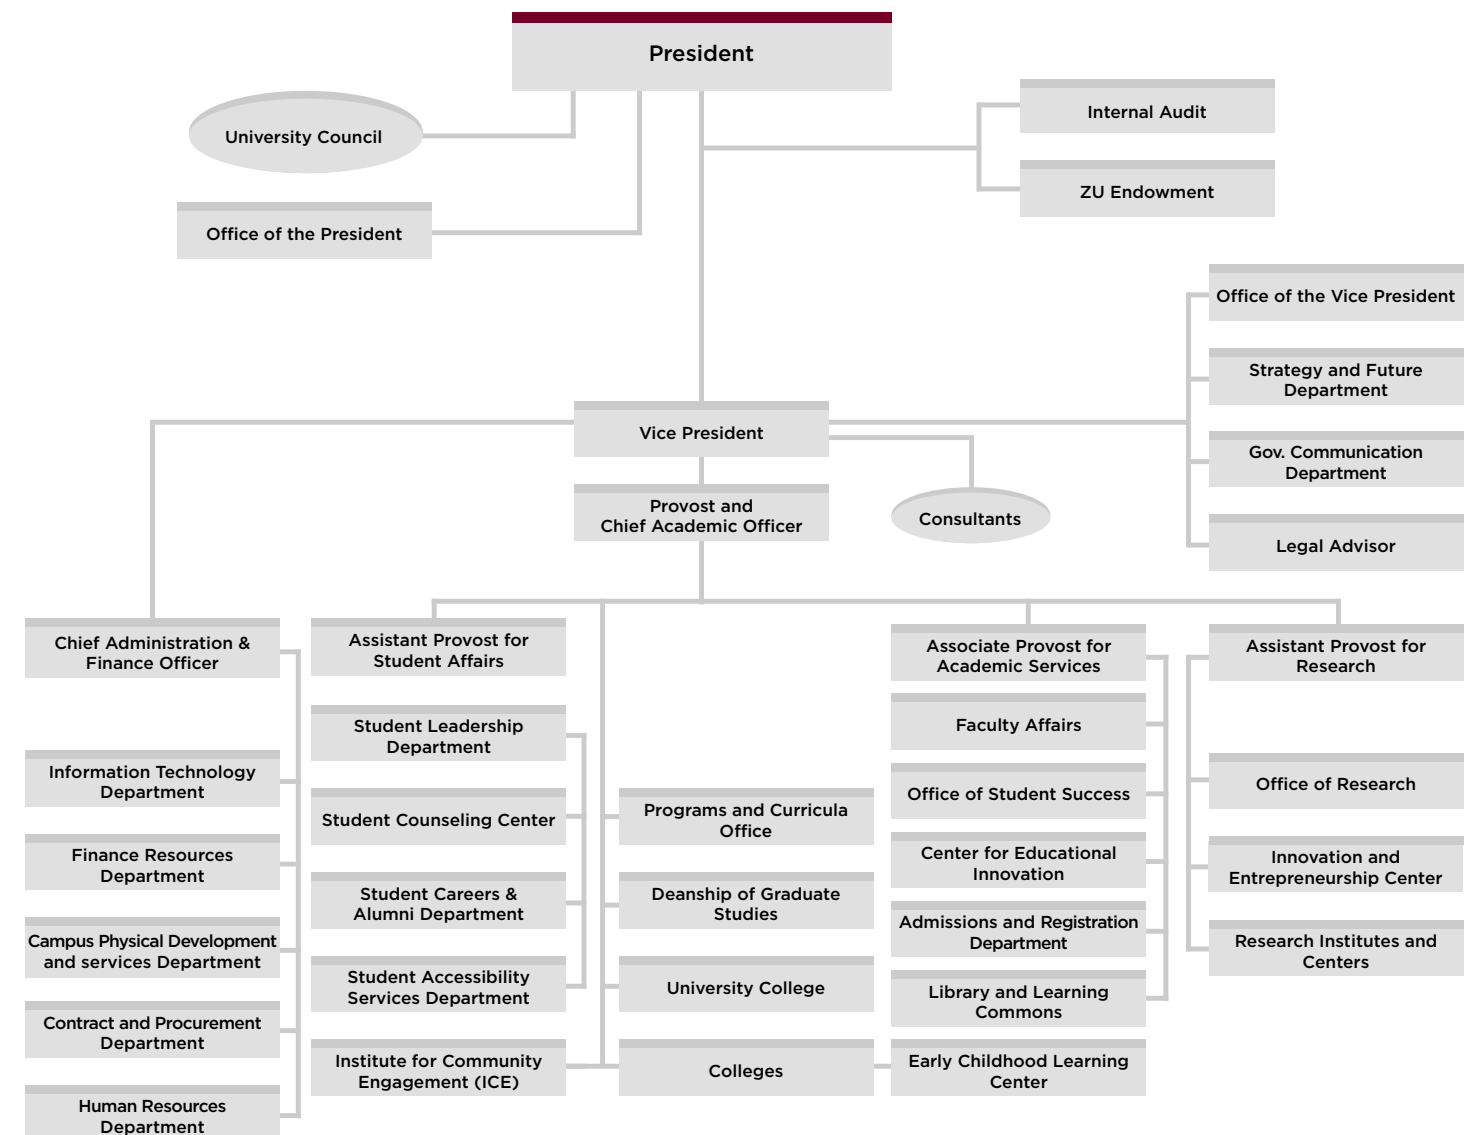 President
University Council
Internal Audit
ZU Endowment
Office of the President
Office of the Vice President
Strategy and Future
Department
Gov. Communication
Department
Legal Advisor
Vice President
Provost and
Chief Academic Officer
Consultants
Chief Administration &
Finance Officer
Information Technology
Department
Finance Resources
Department
Campus Physical Development
and services Department
Contract and Procurement
Department
Human Resources
Department
Assistant Provost for
Student Affairs
Student Leadership
Department
Student Counseling Center
Student Careers &
Alumni Department
Student Accessibility
Services Department
Institute for Community
Engagement (ICE)
Programs and Curricula
Office
Deanship of Graduate
Studies
University College
Colleges
Associate Provost for
Academic Services
Faculty Affairs
Office of Student Success
Center for Educational
Innovation
Admissions and Registration
Department
Library and Learning
Commons
Early Childhood Learning
Center
Assistant Provost for
Research
Office of Research
Innovation and
Entrepreneurship Center
Research Institutes and
Centers